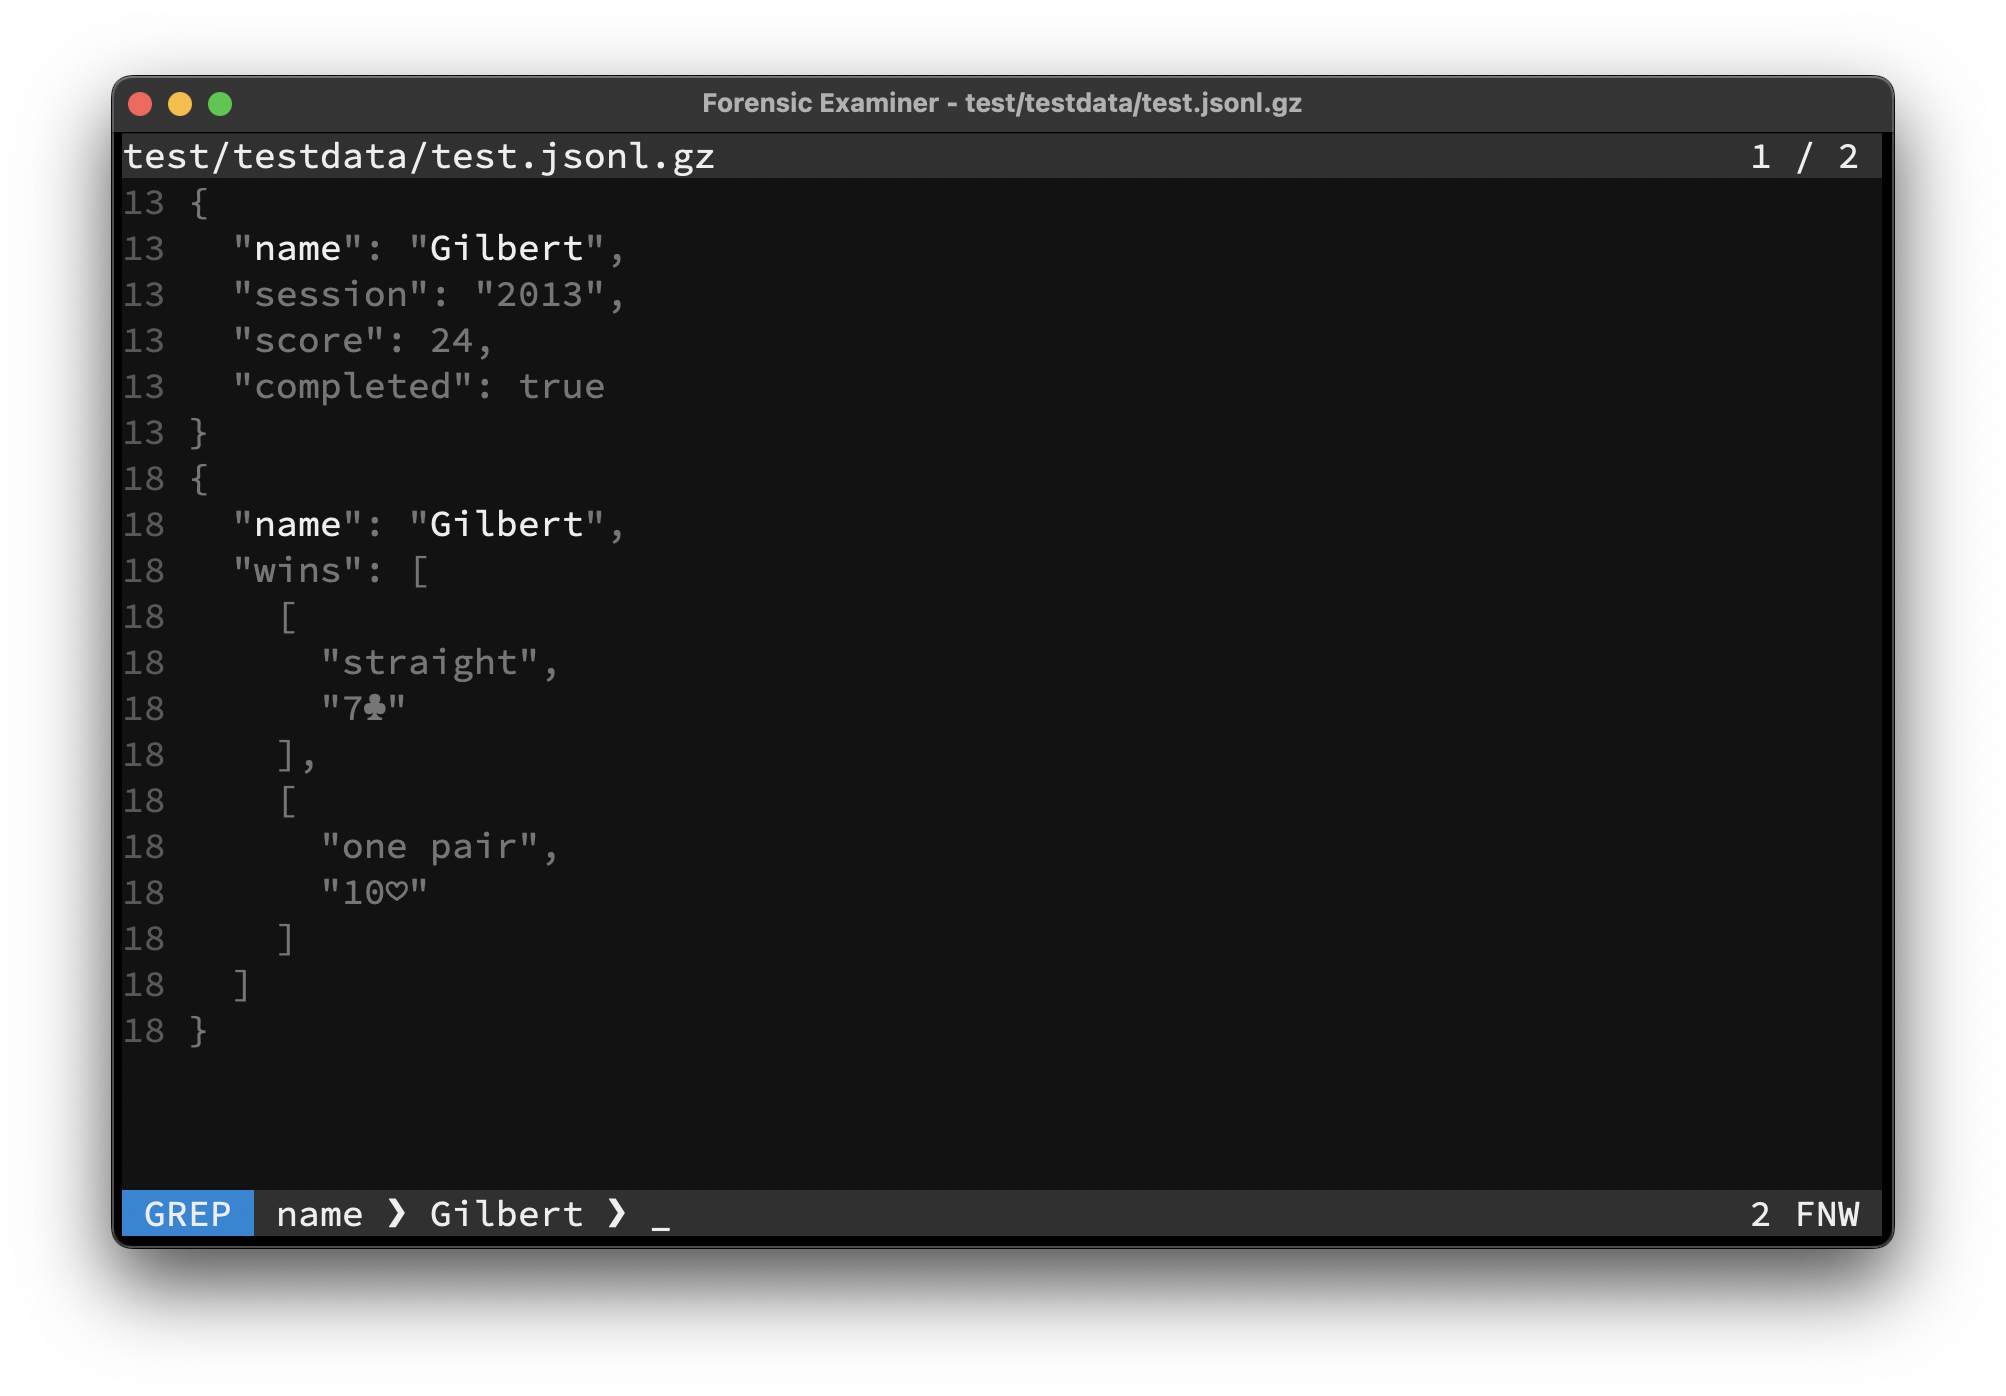 Forensic Examiner - test/testdata/test.jsonl.gz
test/testdata/test.jsonl.gz 1 / 2
13 {
13   "name": "Gilbert",
13   "session": "2013",
13   "score": 24,
13   "completed": true
13 }
18 {
18   "name": "Gilbert",
18   "wins": [
18     [
18       "straight",
18       "7♣"
18     ],
18     [
18       "one pair",
18       "10♡"
18     ]
18   ]
18 }
GREP name ❯ Gilbert ❯ _ 2 FNW